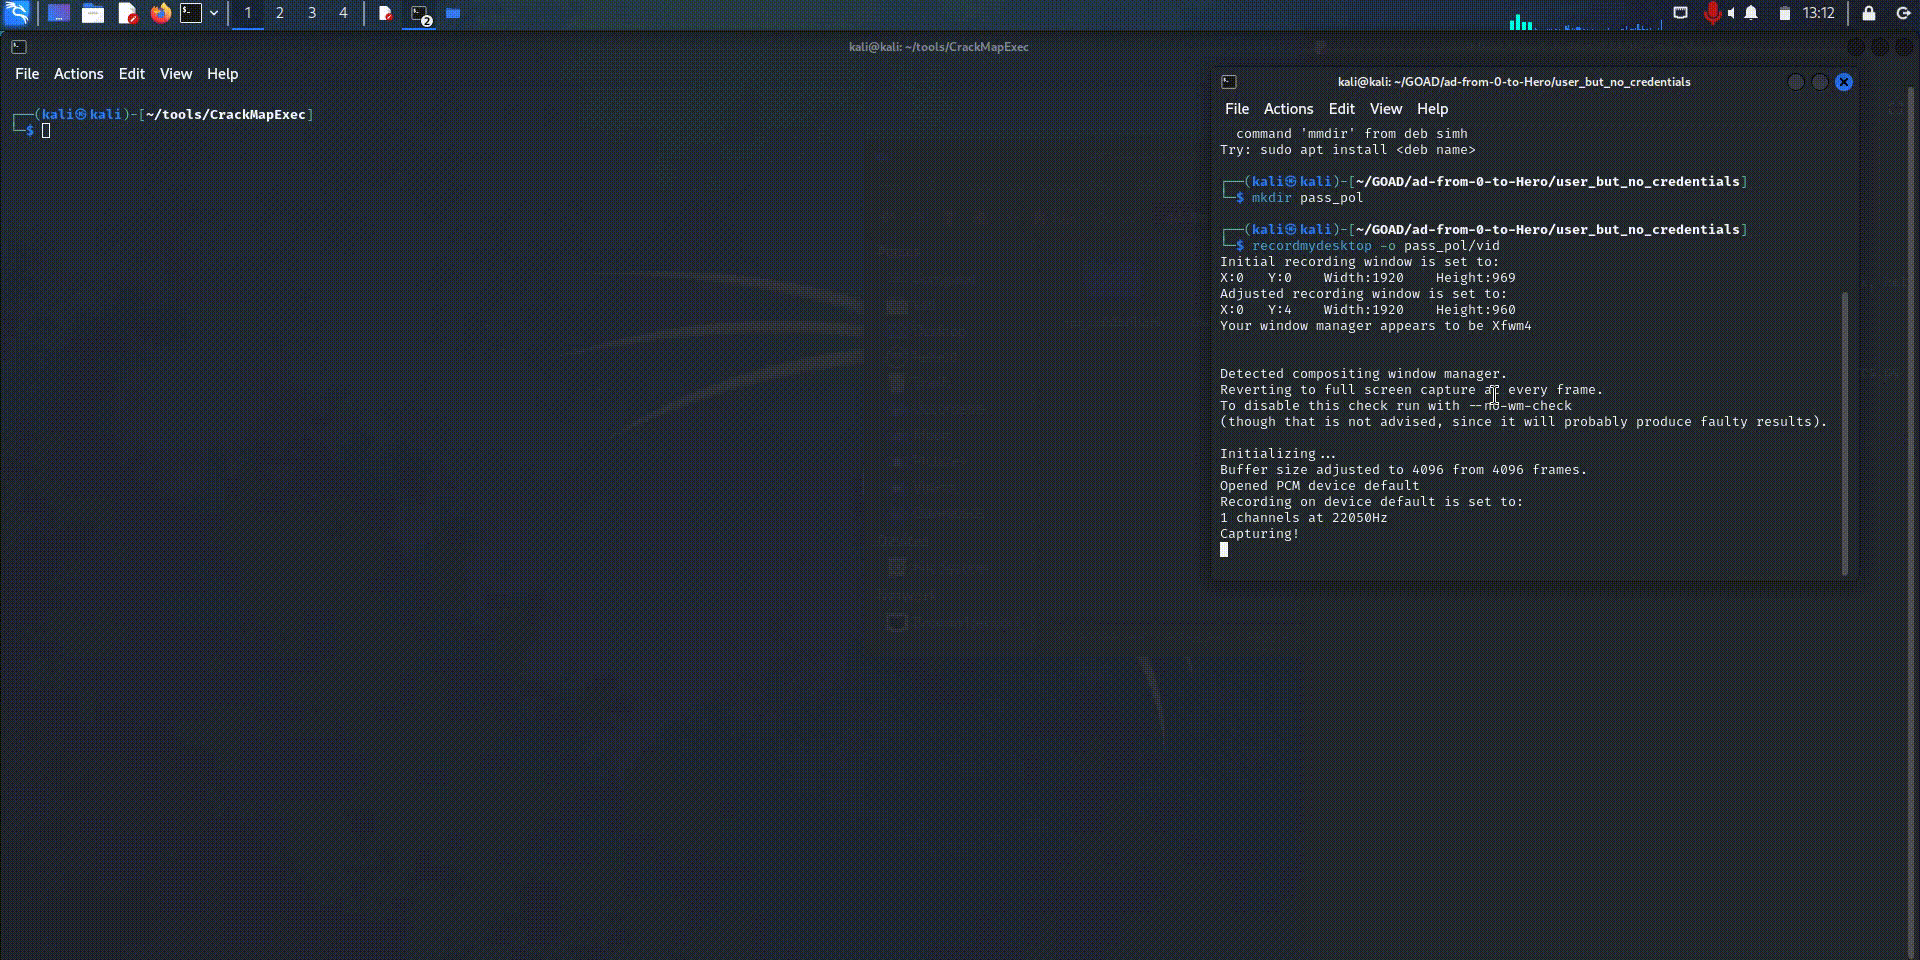 1 2 3 4 2 13:12
kali@kali: ~/tools/CrackMapExec
File Actions Edit View Help
┌──(kali㉿kali)-[~/tools/CrackMapExec]
└─$
kali@kali: ~/GOAD/ad-from-0-to-Hero/user_but_no_credentials
File Actions Edit View Help
command 'mmdir' from deb simh
Try: sudo apt install <deb name>
┌──(kali㉿kali)-[~/GOAD/ad-from-0-to-Hero/user_but_no_credentials]
└─$ mkdir pass_pol
┌──(kali㉿kali)-[~/GOAD/ad-from-0-to-Hero/user_but_no_credentials]
└─$ recordmydesktop -o pass_pol/vid
Initial recording window is set to:
X:0 Y:0 Width:1920 Height:969
Adjusted recording window is set to:
X:0 Y:4 Width:1920 Height:960
Your window manager appears to be Xfwm4
Detected compositing window manager.
Reverting to full screen capture at every frame.
To disable this check run with --no-wm-check
(though that is not advised, since it will probably produce faulty results).
Initializing...
Buffer size adjusted to 4096 from 4096 frames.
Opened PCM device default
Recording on device default is set to:
1 channels at 22050Hz
Capturing!